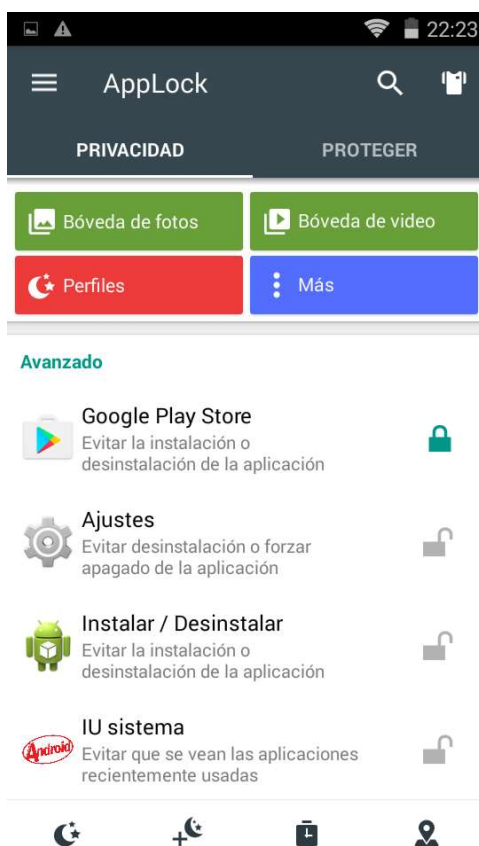 22:23
AppLock
PRIVACIDAD PROTEGER
Bóveda de fotos Bóveda de video
Perfiles Más
Avanzado
Google Play Store
Evitar la instalación o
desinstalación de la aplicación
Ajustes
Evitar desinstalación o forzar
apagado de la aplicación
Instalar / Desinstalar
Evitar la instalación o
desinstalación de la aplicación
IU sistema
Android
Evitar que se vean las aplicaciones
recientemente usadas